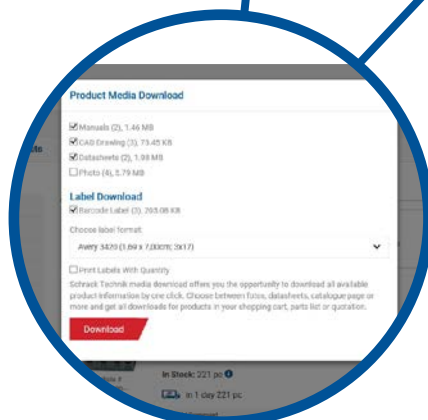 Product Media Download
Manuals (2), 1.46 MB
CAD Drawing (3), 73.45 KB
Datasheets (2), 1.98 MB
Photo (4), 5.79 MB
Label Download
Barcode Label (3), 203.08 KB
Choose label format:
Avery 3420 (1,69 x 7,00cm; 3x17)
Print Labels With Quantity
Schrack Technik media download offers you the opportunity to download all available
product information by one click. Choose between fotos, datasheets, catalogue page or
more and get all downloads for products in your shopping cart, parts list or quotation.
Download
In Stock: 221 pc
in 1 day 221 pc